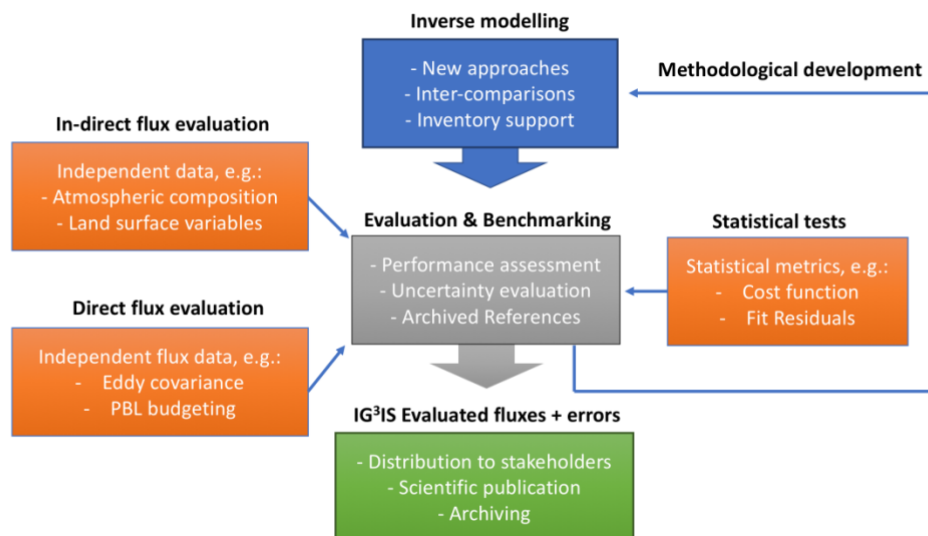 Inverse modelling
- New approaches
- Inter-comparisons
- Inventory support
Methodological development
In-direct flux evaluation
Independent data, e.g.:
- Atmospheric composition
- Land surface variables
Evaluation & Benchmarking
- Performance assessment
- Uncertainty evaluation
- Archived References
Statistical tests
Statistical metrics, e.g.:
- Cost function
- Fit Residuals
Direct flux evaluation
Independent flux data, e.g.:
- Eddy covariance
- PBL budgeting
IG³IS Evaluated fluxes + errors
- Distribution to stakeholders
- Scientific publication
- Archiving